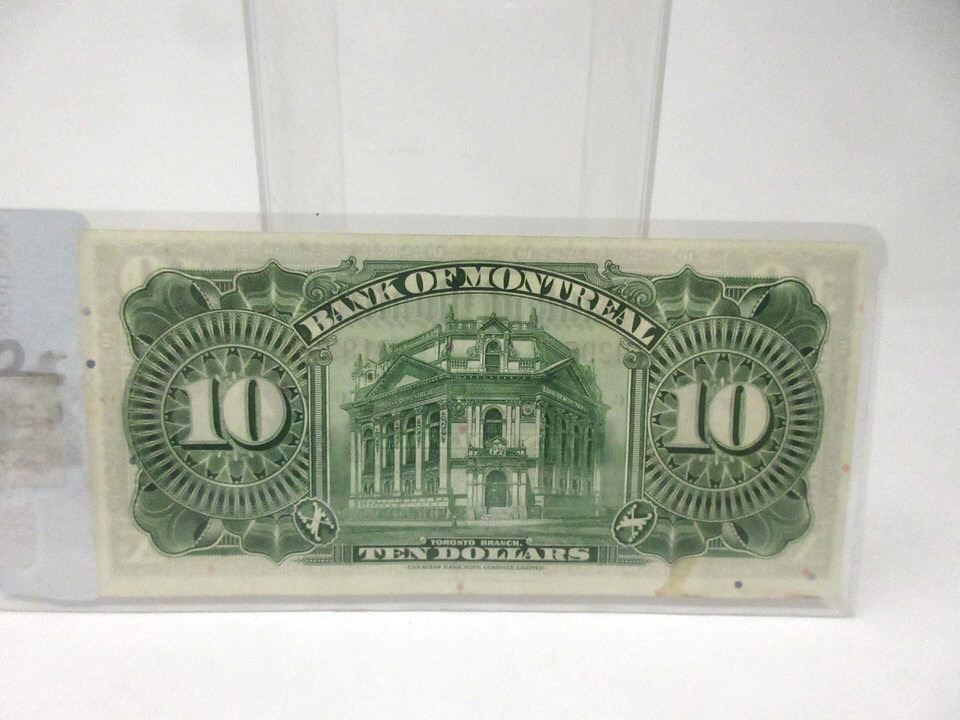 BANK OF MONTREAL
10 10
X X
TORONTO BRANCH.
TEN DOLLARS
CANADIAN BANK NOTE COMPANY, LIMITED.